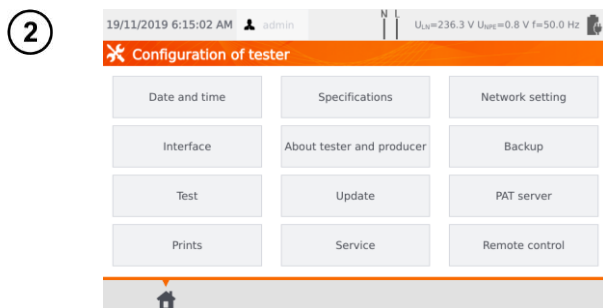 2
19/11/2019 6:15:02 AM admin N L U_LN=236.3 V U_NPE=0.8 V f=50.0 Hz
Configuration of tester
Date and time Specifications Network setting
Interface About tester and producer Backup
Test Update PAT server
Prints Service Remote control